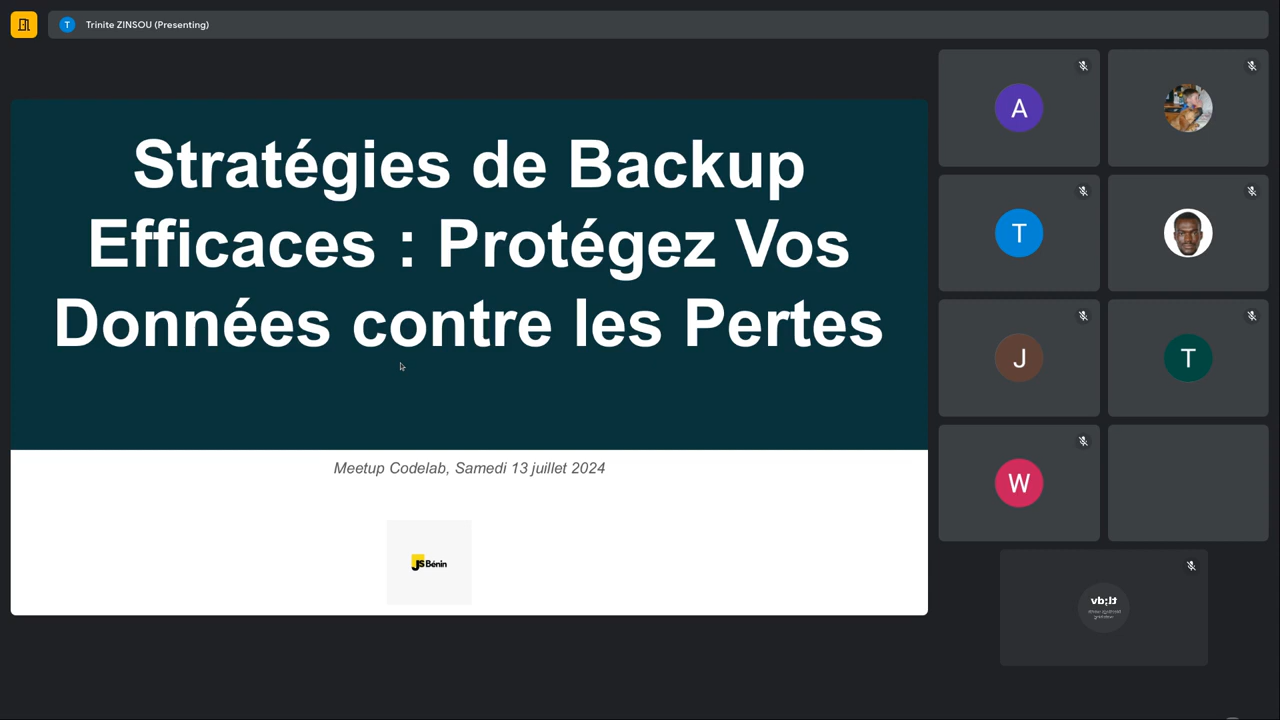 T Trinite ZINSOU (Presenting)
Stratégies de Backup
Efficaces : Protégez Vos
Données contre les Pertes
Meetup Codelab, Samedi 13 juillet 2024
JS Bénin
A
T
J
T
W